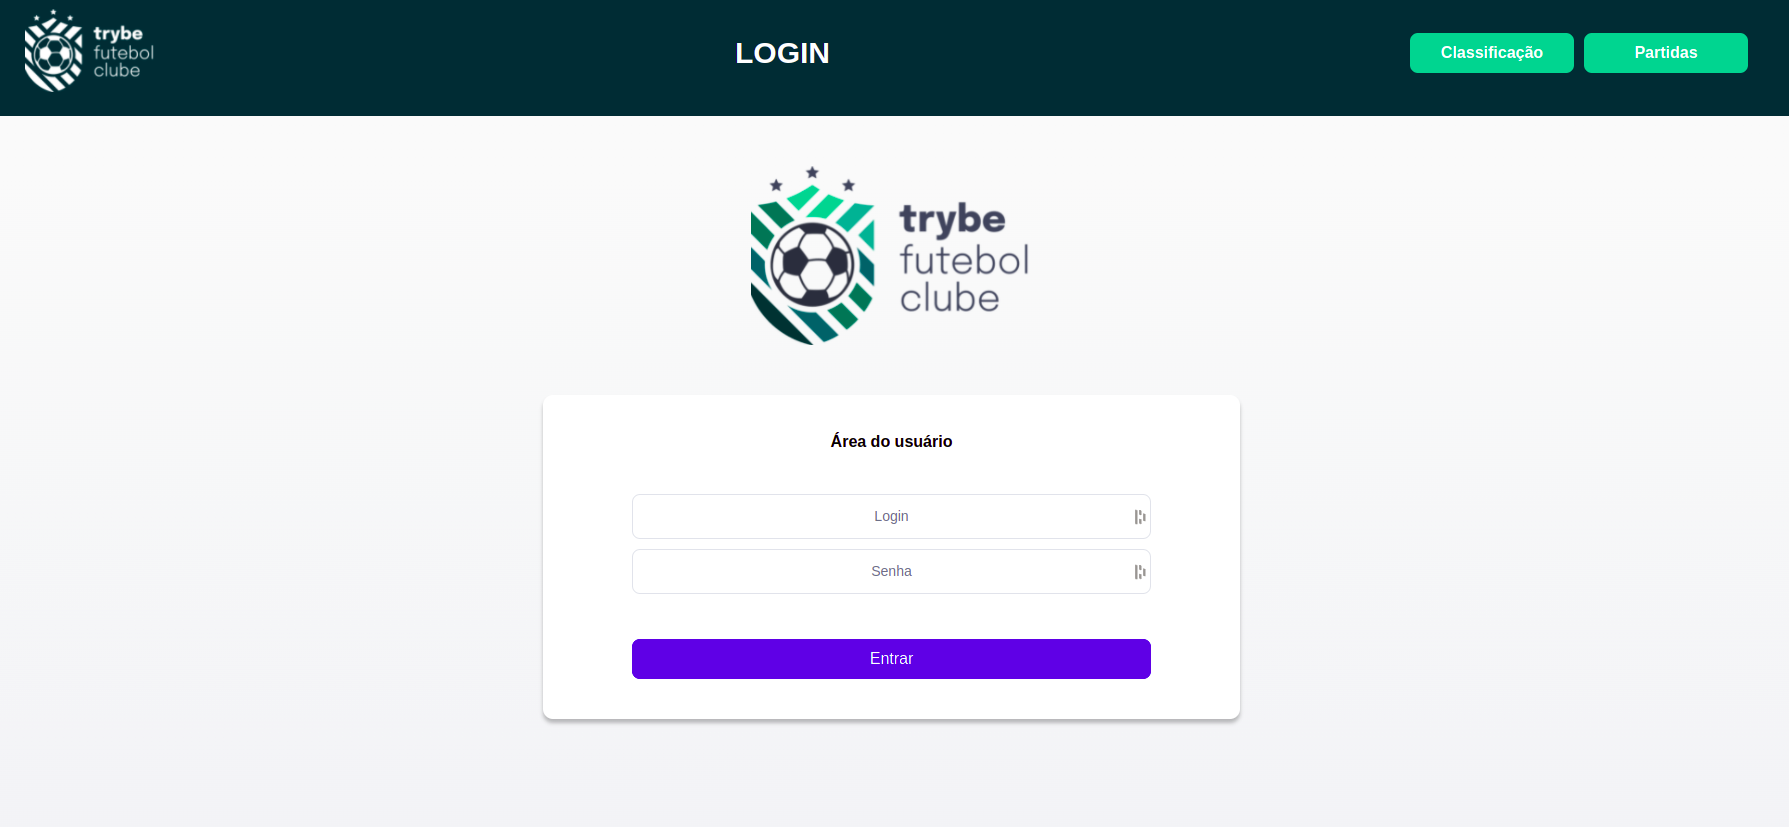 trybe
futebol
clube
LOGIN
Classificação
Partidas
trybe
futebol
clube
Área do usuário
Login
Senha
Entrar